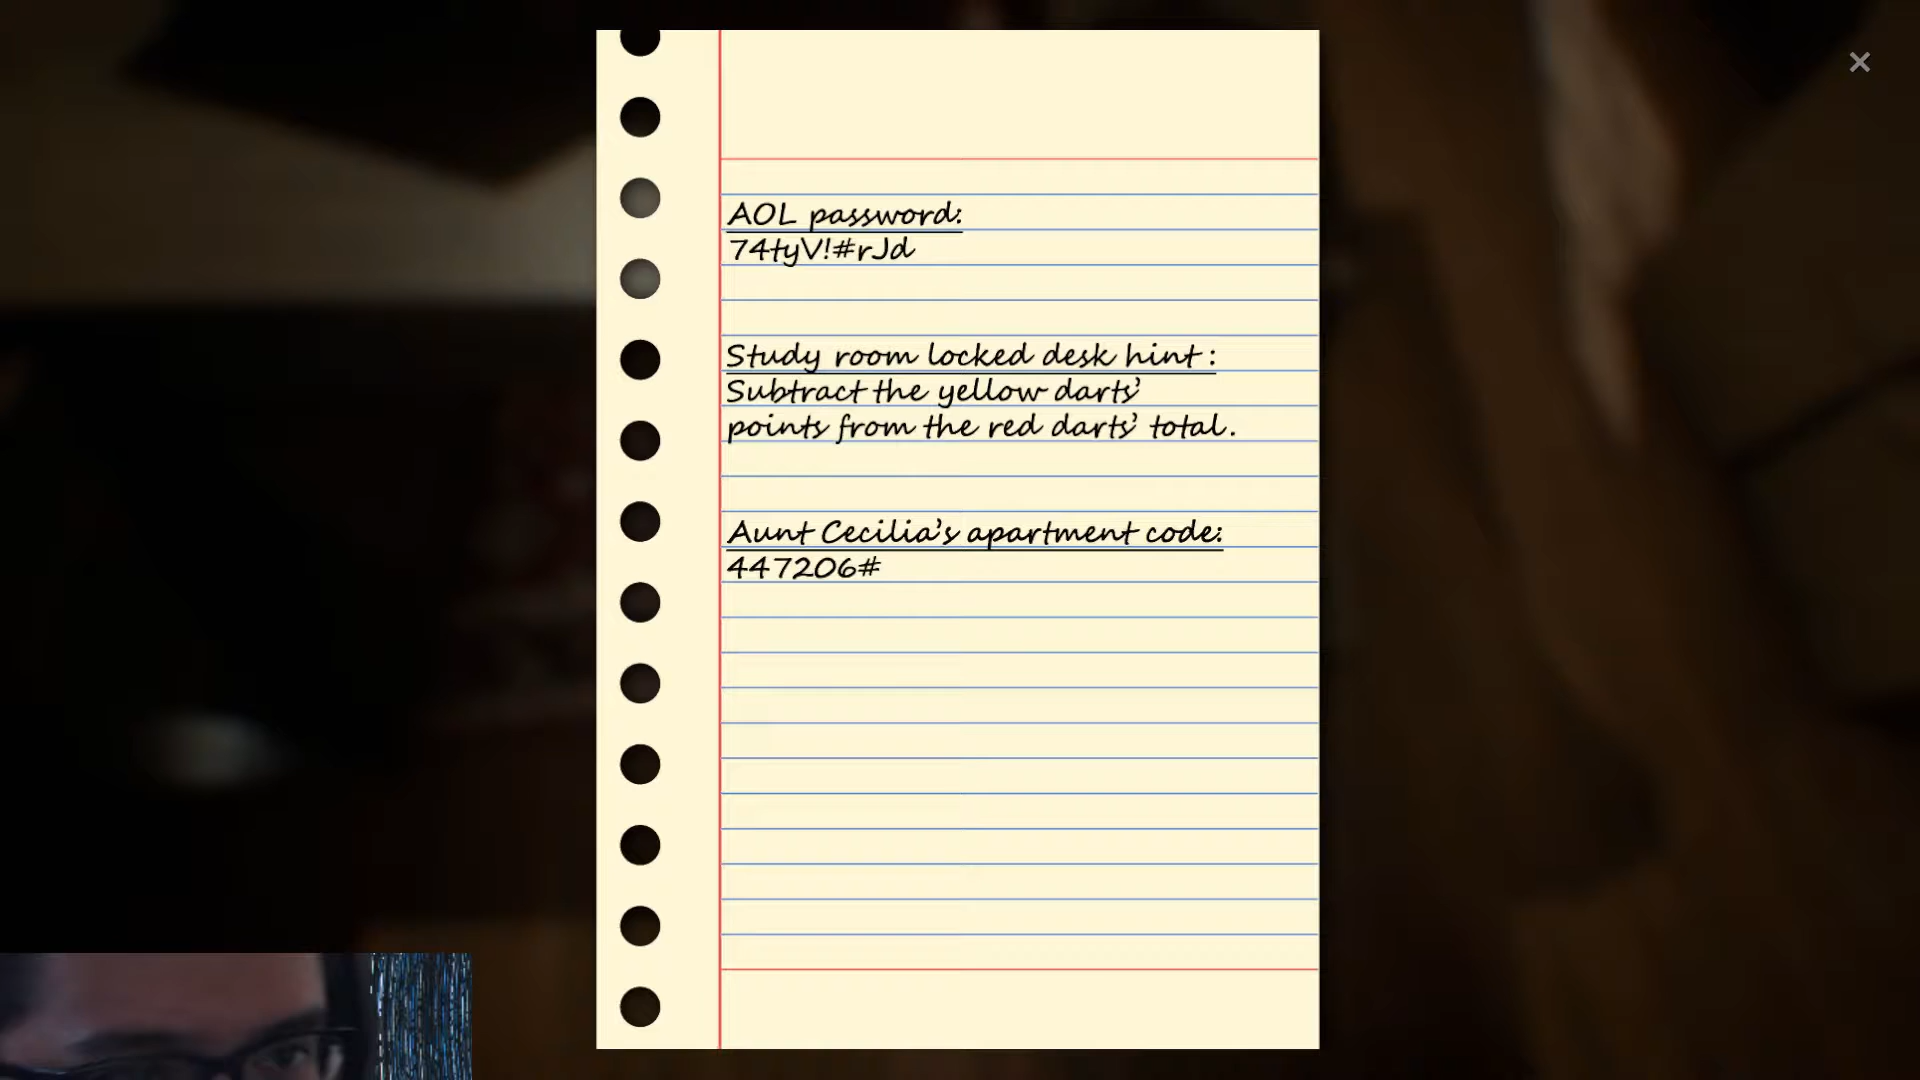 AOL password:
74tyV!#rJd
Study room locked desk hint :
Subtract the yellow darts’
points from the red darts’ total.
Aunt Cecilia’s apartment code:
447206#